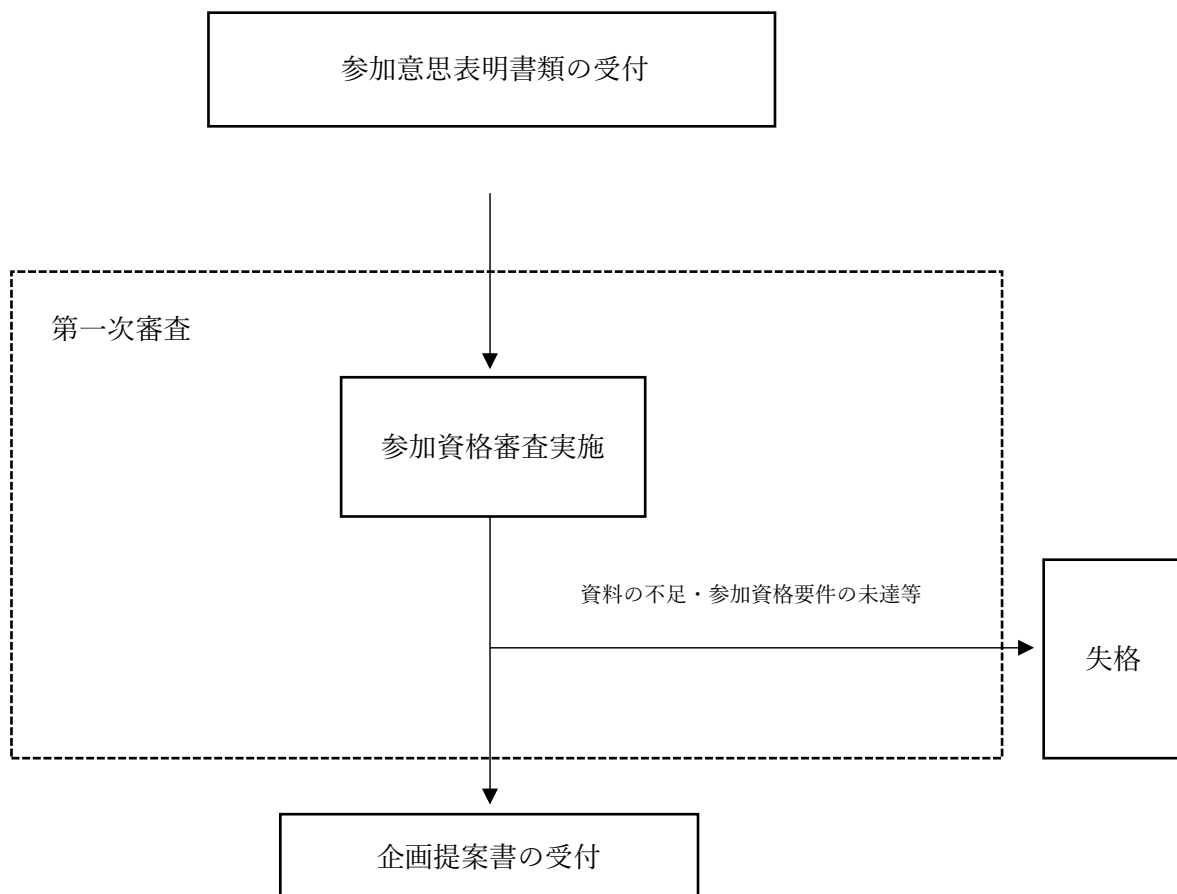 参加意思表明書類の受付
第一次審査
参加資格審査実施
資料の不足・参加資格要件の未達等
失格
企画提案書の受付